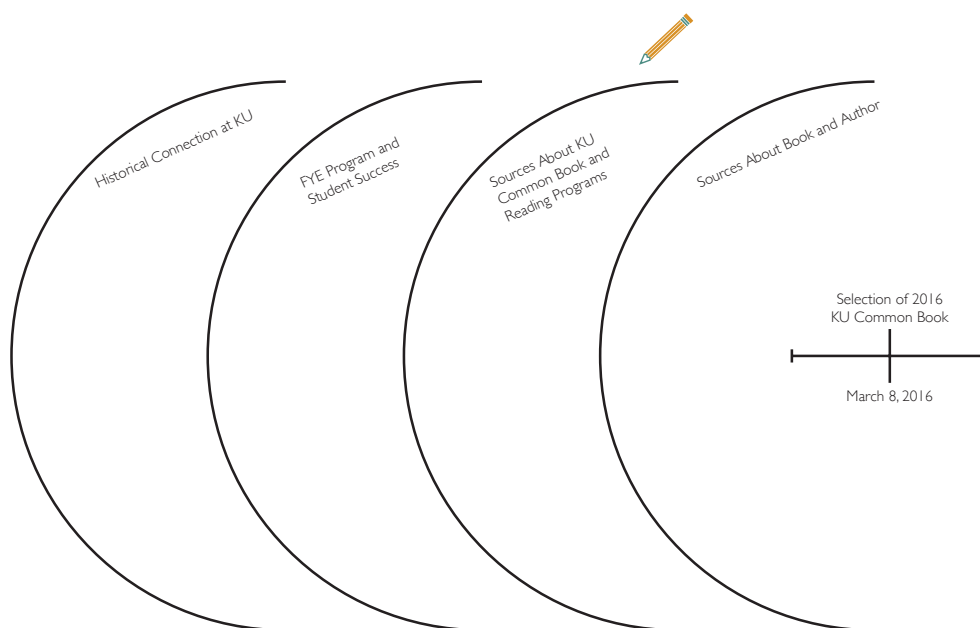 Historical Connection at KU
FYE Program and
Student Success
Sources About KU
Common Book and
Reading Programs
Sources About Book and Author
Selection of 2016
KU Common Book
March 8, 2016